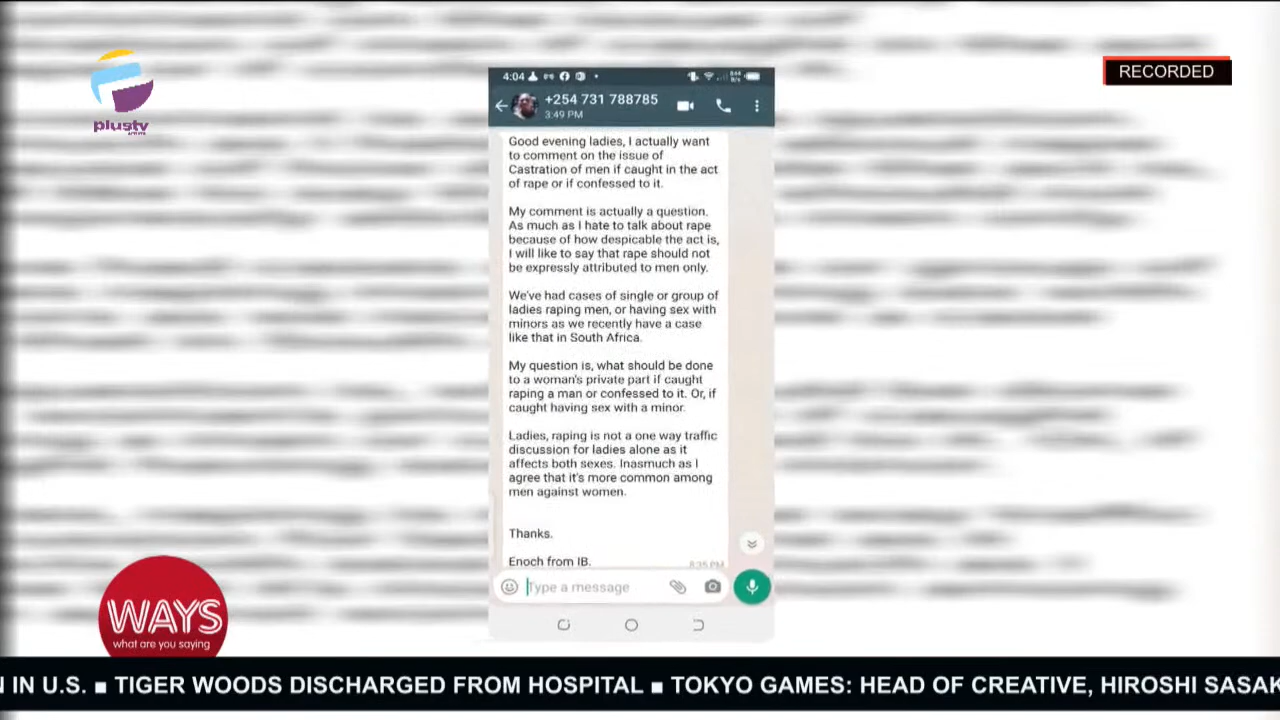 plustv
RECORDED
4:04
+254 731 788785
3:49 PM
Good evening ladies, I actually want
to comment on the issue of
Castration of men if caught in the act
of rape or if confessed to it.
My comment is actually a question.
As much as I hate to talk about rape
because of how despicable the act is,
I will like to say that rape should not
be expressly attributed to men only.
We've had cases of single or group of
ladies raping men, or having sex with
minors as we recently have a case
like that in South Africa.
My question is, what should be done
to a woman's private part if caught
raping a man or confessed to it. Or, if
caught having sex with a minor.
Ladies, raping is not a one way traffic
discussion for ladies alone as it
affects both sexes. Inasmuch as I
agree that it's more common among
men against women.
Thanks.
Enoch from IB.
8:25 PM
Type a message
WAYS
what are you saying
N IN U.S. ■ TIGER WOODS DISCHARGED FROM HOSPITAL ■ TOKYO GAMES: HEAD OF CREATIVE, HIROSHI SASAK